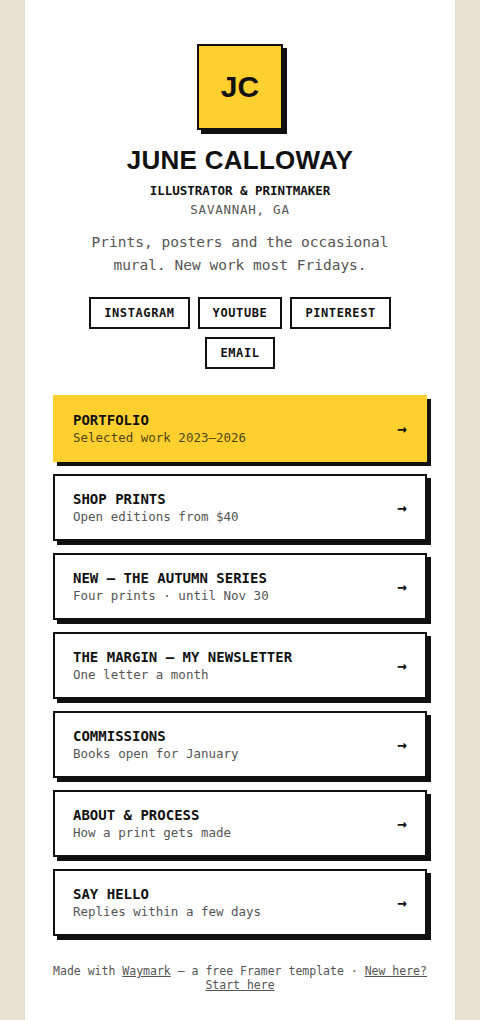 JC
JUNE CALLOWAY
ILLUSTRATOR & PRINTMAKER
SAVANNAH, GA
Prints, posters and the occasional
mural. New work most Fridays.
INSTAGRAM YOUTUBE PINTEREST
EMAIL
PORTFOLIO
Selected work 2023–2026
→
SHOP PRINTS
Open editions from $40
→
NEW — THE AUTUMN SERIES
Four prints · until Nov 30
→
THE MARGIN — MY NEWSLETTER
One letter a month
→
COMMISSIONS
Books open for January
→
ABOUT & PROCESS
How a print gets made
→
SAY HELLO
Replies within a few days
→
Made with Waymark — a free Framer template · New here?
Start here